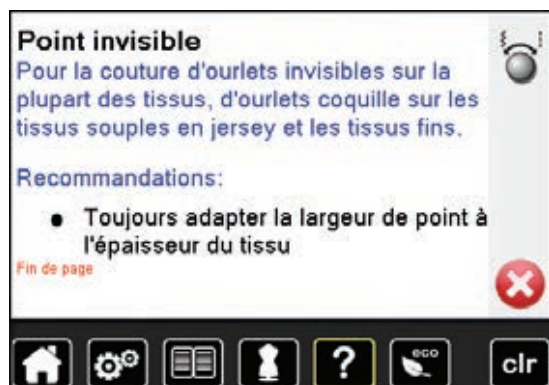 Point invisible
Pour la couture d'ourlets invisibles sur la
plupart des tissus, d'ourlets coquille sur les
tissus souples en jersey et les tissus fins.
Recommandations:
• Toujours adapter la largeur de point à
l'épaisseur du tissu
Fin de page
?
eco
clr